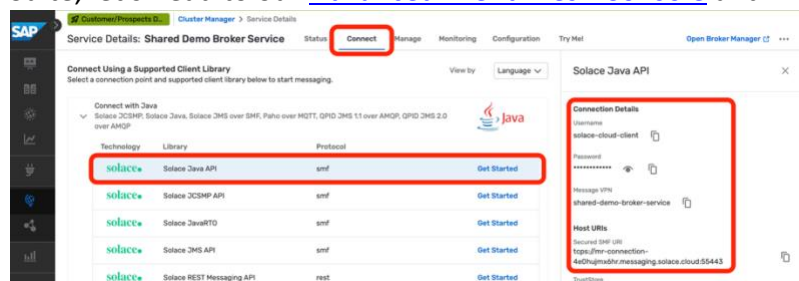 SAP
Customer/Prospects D... Cluster Manager > Service Details
Service Details: Shared Demo Broker Service Status Connect Manage Monitoring Configuration Try Me! Open Broker Manager
Connect Using a Supported Client Library
Select a connection type and supported client library below to start messaging.
View by Language
Connect with Java
Solace JCSMP, Solace Java, Solace JMS over SMF, Paho over MQTT, QPID JMS 1.1 over AMQP, QPID JMS 2.0
over AMQP
Java
Technology Library Protocol
solace. Solace Java API smf Get Started
solace. Solace JCSMP API smf Get Started
solace. Solace JavaRTO smf Get Started
solace. Solace JMS API smf Get Started
solace. Solace REST Messaging API rest Get Started
Solace Java API
Connection Details
Username
solace-cloud-client
Password
************
Message VPN
shared-demo-broker-service
Host URIs
Secured SMF URI
tcps://mr-connection-
4e0hujmx6hr.messaging.solace.cloud:55443
TrustStore